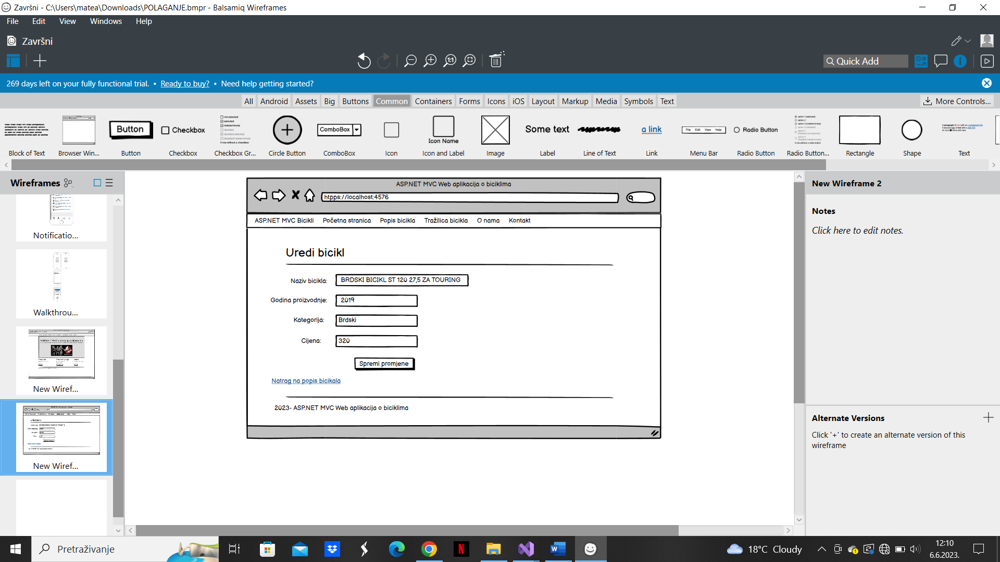 Završni - C:\Users\matea\Downloads\POLAGANJE.bmpr - Balsamiq Wireframes
File Edit View Windows Help
Završni
1:1
Quick Add
269 days left on your fully functional trial. • Ready to buy? • Need help getting started?
All Android Assets Big Buttons Common Containers Forms Icons iOS Layout Markup Media Symbols Text More Controls...
Button Checkbox ComboBox Icon Name Some text a link File Edit View Help Radio Button
Block of Text Browser Win... Button Checkbox Checkbox Gr... Circle Button ComboBox Icon Icon and Label Image Label Line of Text Link Menu Bar Radio Button Radio Button... Rectangle Shape Text
Wireframes
Notificatio...
Walkthrou...
New Wiref...
New Wiref...
ASP.NET MVC Web aplikacija o biciklima
htpps://localhost:4576
ASP.NET MVC Bicikli Početna stranica Popis bicikla Tražilica bicikla O nama Kontakt
Uredi bicikl
Naziv bicikla: BRDSKI BICIKL ST 120 27,5 ZA TOURING
Godina proizvodnje: 2019
Kategorija: Brdski
Cijena: 320
Spremi promjene
Natrag na popis bicikala
2023- ASP.NET MVC Web aplikacija o biciklima
New Wireframe 2
Notes
Click here to edit notes.
Alternate Versions
Click '+' to create an alternate version of this
wireframe
Pretraživanje
18°C Cloudy
12:10
6.6.2023.